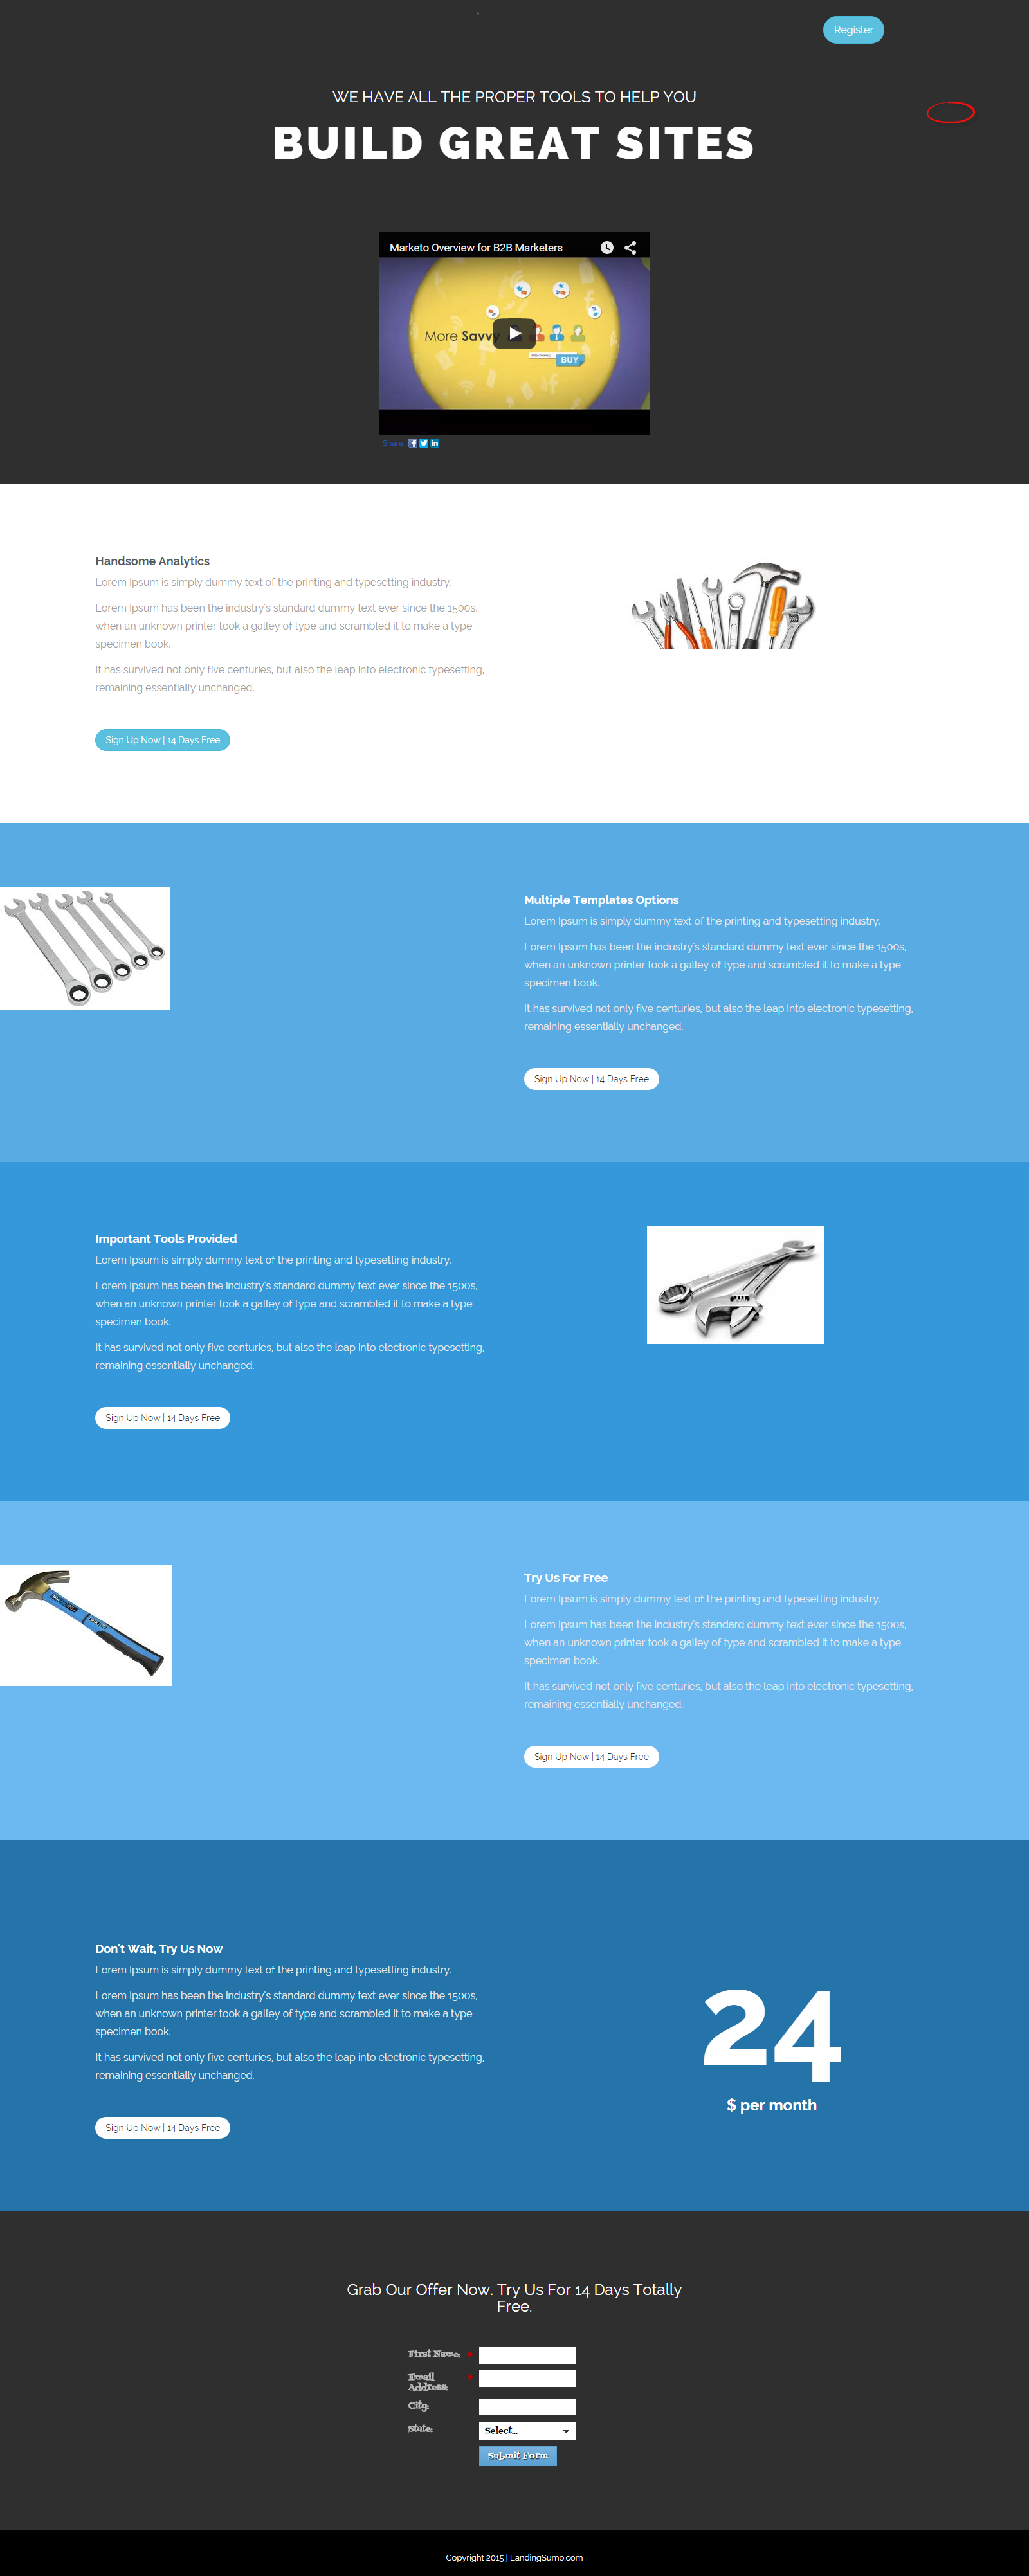 Register
WE HAVE ALL THE PROPER TOOLS TO HELP YOU
BUILD GREAT SITES
Marketo Overview for B2B Marketers
More Savvy
BUY
Share:
Handsome Analytics
Lorem Ipsum is simply dummy text of the printing and typesetting industry.
Lorem Ipsum has been the industry's standard dummy text ever since the 1500s,
when an unknown printer took a galley of type and scrambled it to make a type
specimen book.
It has survived not only five centuries, but also the leap into electronic typesetting,
remaining essentially unchanged.
Sign Up Now | 14 Days Free
Multiple Templates Options
Lorem Ipsum is simply dummy text of the printing and typesetting industry.
Lorem Ipsum has been the industry's standard dummy text ever since the 1500s,
when an unknown printer took a galley of type and scrambled it to make a type
specimen book.
It has survived not only five centuries, but also the leap into electronic typesetting,
remaining essentially unchanged.
Sign Up Now | 14 Days Free
Important Tools Provided
Lorem Ipsum is simply dummy text of the printing and typesetting industry.
Lorem Ipsum has been the industry's standard dummy text ever since the 1500s,
when an unknown printer took a galley of type and scrambled it to make a type
specimen book.
It has survived not only five centuries, but also the leap into electronic typesetting,
remaining essentially unchanged.
Sign Up Now | 14 Days Free
Try Us For Free
Lorem Ipsum is simply dummy text of the printing and typesetting industry.
Lorem Ipsum has been the industry's standard dummy text ever since the 1500s,
when an unknown printer took a galley of type and scrambled it to make a type
specimen book.
It has survived not only five centuries, but also the leap into electronic typesetting,
remaining essentially unchanged.
Sign Up Now | 14 Days Free
Don't Wait, Try Us Now
Lorem Ipsum is simply dummy text of the printing and typesetting industry.
Lorem Ipsum has been the industry's standard dummy text ever since the 1500s,
when an unknown printer took a galley of type and scrambled it to make a type
specimen book.
It has survived not only five centuries, but also the leap into electronic typesetting,
remaining essentially unchanged.
Sign Up Now | 14 Days Free
24
$ per month
Grab Our Offer Now. Try Us For 14 Days Totally
Free.
First Name: *
Email *
Address:
City:
State: Select...
Submit Form
Copyright 2015 | LandingSumo.com